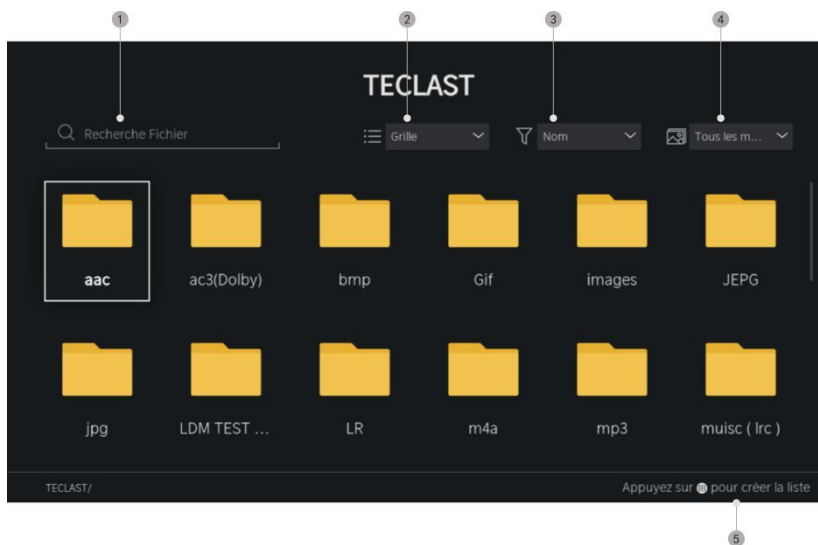 1 2 3 4
TECLAST
Recherche Fichier Grille Nom Tous les m...
aac ac3(Dolby) bmp Gif images JEPG
jpg LDM TEST ... LR m4a mp3 muisc ( lrc )
TECLAST/ Appuyez sur pour créer la liste
5